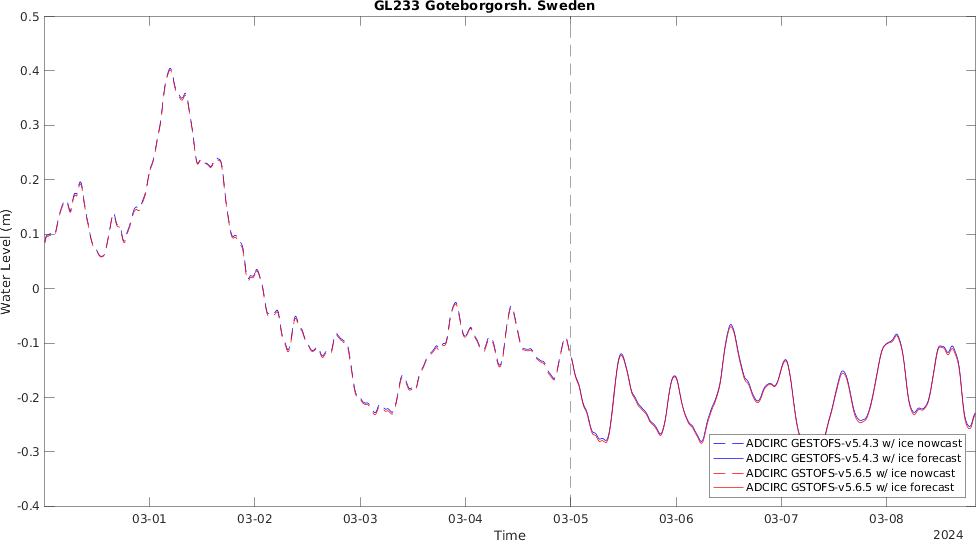 GL233 Goteborgorsh. Sweden
0.5
0.4
0.3
0.2
0.1
0
-0.1
-0.2
-0.3
-0.4
Water Level (m)
ADCIRC GESTOFS-v5.4.3 w/ ice nowcast
ADCIRC GESTOFS-v5.4.3 w/ ice forecast
ADCIRC GSTOFS-v5.6.5 w/ ice nowcast
ADCIRC GSTOFS-v5.6.5 w/ ice forecast
03-01 03-02 03-03 03-04 03-05 03-06 03-07 03-08
Time
2024